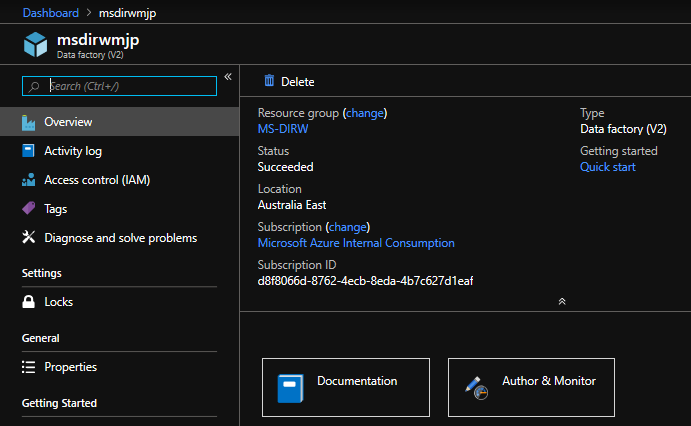 Dashboard > msdirwmjp
msdirwmjp
Data factory (V2)
Search (Ctrl+/)
«
Overview
Activity log
Access control (IAM)
Tags
Diagnose and solve problems
Settings
Locks
General
Properties
Getting Started
Delete
Resource group (change)
MS-DIRW
Status
Succeeded
Location
Australia East
Subscription (change)
Microsoft Azure Internal Consumption
Subscription ID
d8f8066d-8762-4ecb-8eda-4b7c627d1eaf
Type
Data factory (V2)
Getting started
Quick start
Documentation
Author & Monitor